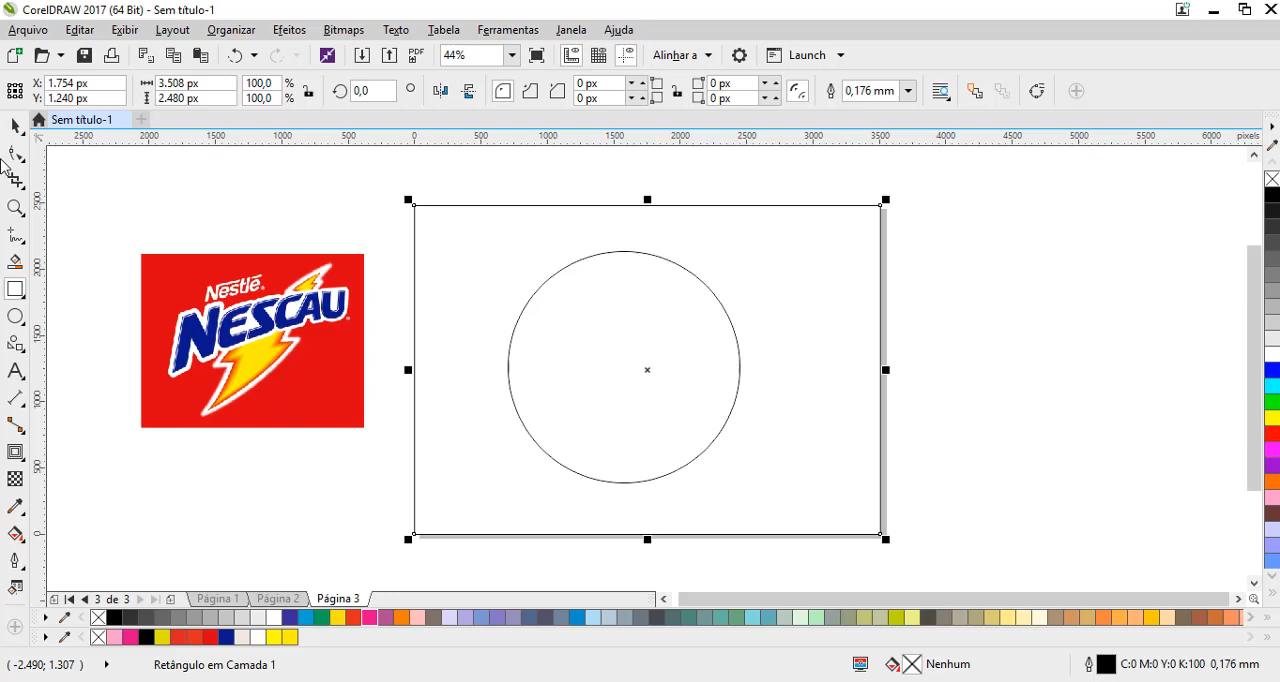 CorelDRAW 2017 (64 Bit) - Sem título-1
Arquivo Editar Exibir Layout Organizar Efeitos Bitmaps Texto Tabela Ferramentas Janela Ajuda
PDF 44% Alinhar a Launch
X: 1.754 px 3.508 px 100,0 % 0,0 0 px 0 px 0,176 mm
Y: 1.240 px 2.480 px 100,0 % 0 px 0 px
Sem título-1
2500 2000 1500 1000 500 0 500 1000 1500 2000 2500 3000 3500 4000 4500 5000 5500 6000 pixels
2500
2000
1500
1000
500
0
Nestlé
NESCAU
3 de 3 Página 1 Página 2 Página 3
( -2.490; 1.307 ) Retângulo em Camada 1 Nenhum C:0 M:0 Y:0 K:100 0,176 mm